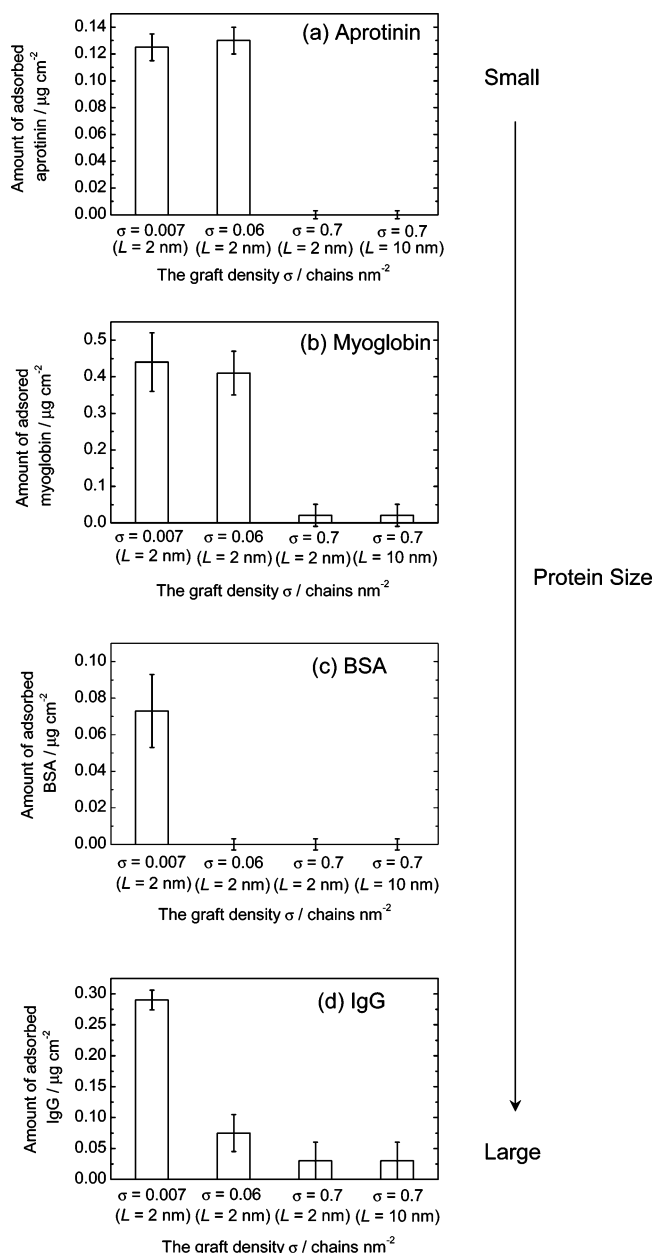 (a) Aprotinin
Amount of adsorbed
aprotinin / μg cm-2
0.14
0.12
0.10
0.08
0.06
0.04
0.02
0.00
σ = 0.007 σ = 0.06 σ = 0.7 σ = 0.7
(L = 2 nm) (L = 2 nm) (L = 2 nm) (L = 10 nm)
The graft density σ / chains nm-2
Small
(b) Myoglobin
Amount of adsored
myoglobin / μg cm-2
0.5
0.4
0.3
0.2
0.1
0.0
σ = 0.007 σ = 0.06 σ = 0.7 σ = 0.7
(L = 2 nm) (L = 2 nm) (L = 2 nm) (L = 10 nm)
The graft density σ / chains nm-2
Protein Size
(c) BSA
Amount of adsorbed
BSA / μg cm-2
0.10
0.08
0.06
0.04
0.02
0.00
σ = 0.007 σ = 0.06 σ = 0.7 σ = 0.7
(L = 2 nm) (L = 2 nm) (L = 2 nm) (L = 10 nm)
The graft density σ / chains nm-2
(d) IgG
Amount of adsorbed
IgG / μg cm-2
0.30
0.25
0.20
0.15
0.10
0.05
0.00
σ = 0.007 σ = 0.06 σ = 0.7 σ = 0.7
(L = 2 nm) (L = 2 nm) (L = 2 nm) (L = 10 nm)
The graft density σ / chains nm-2
Large